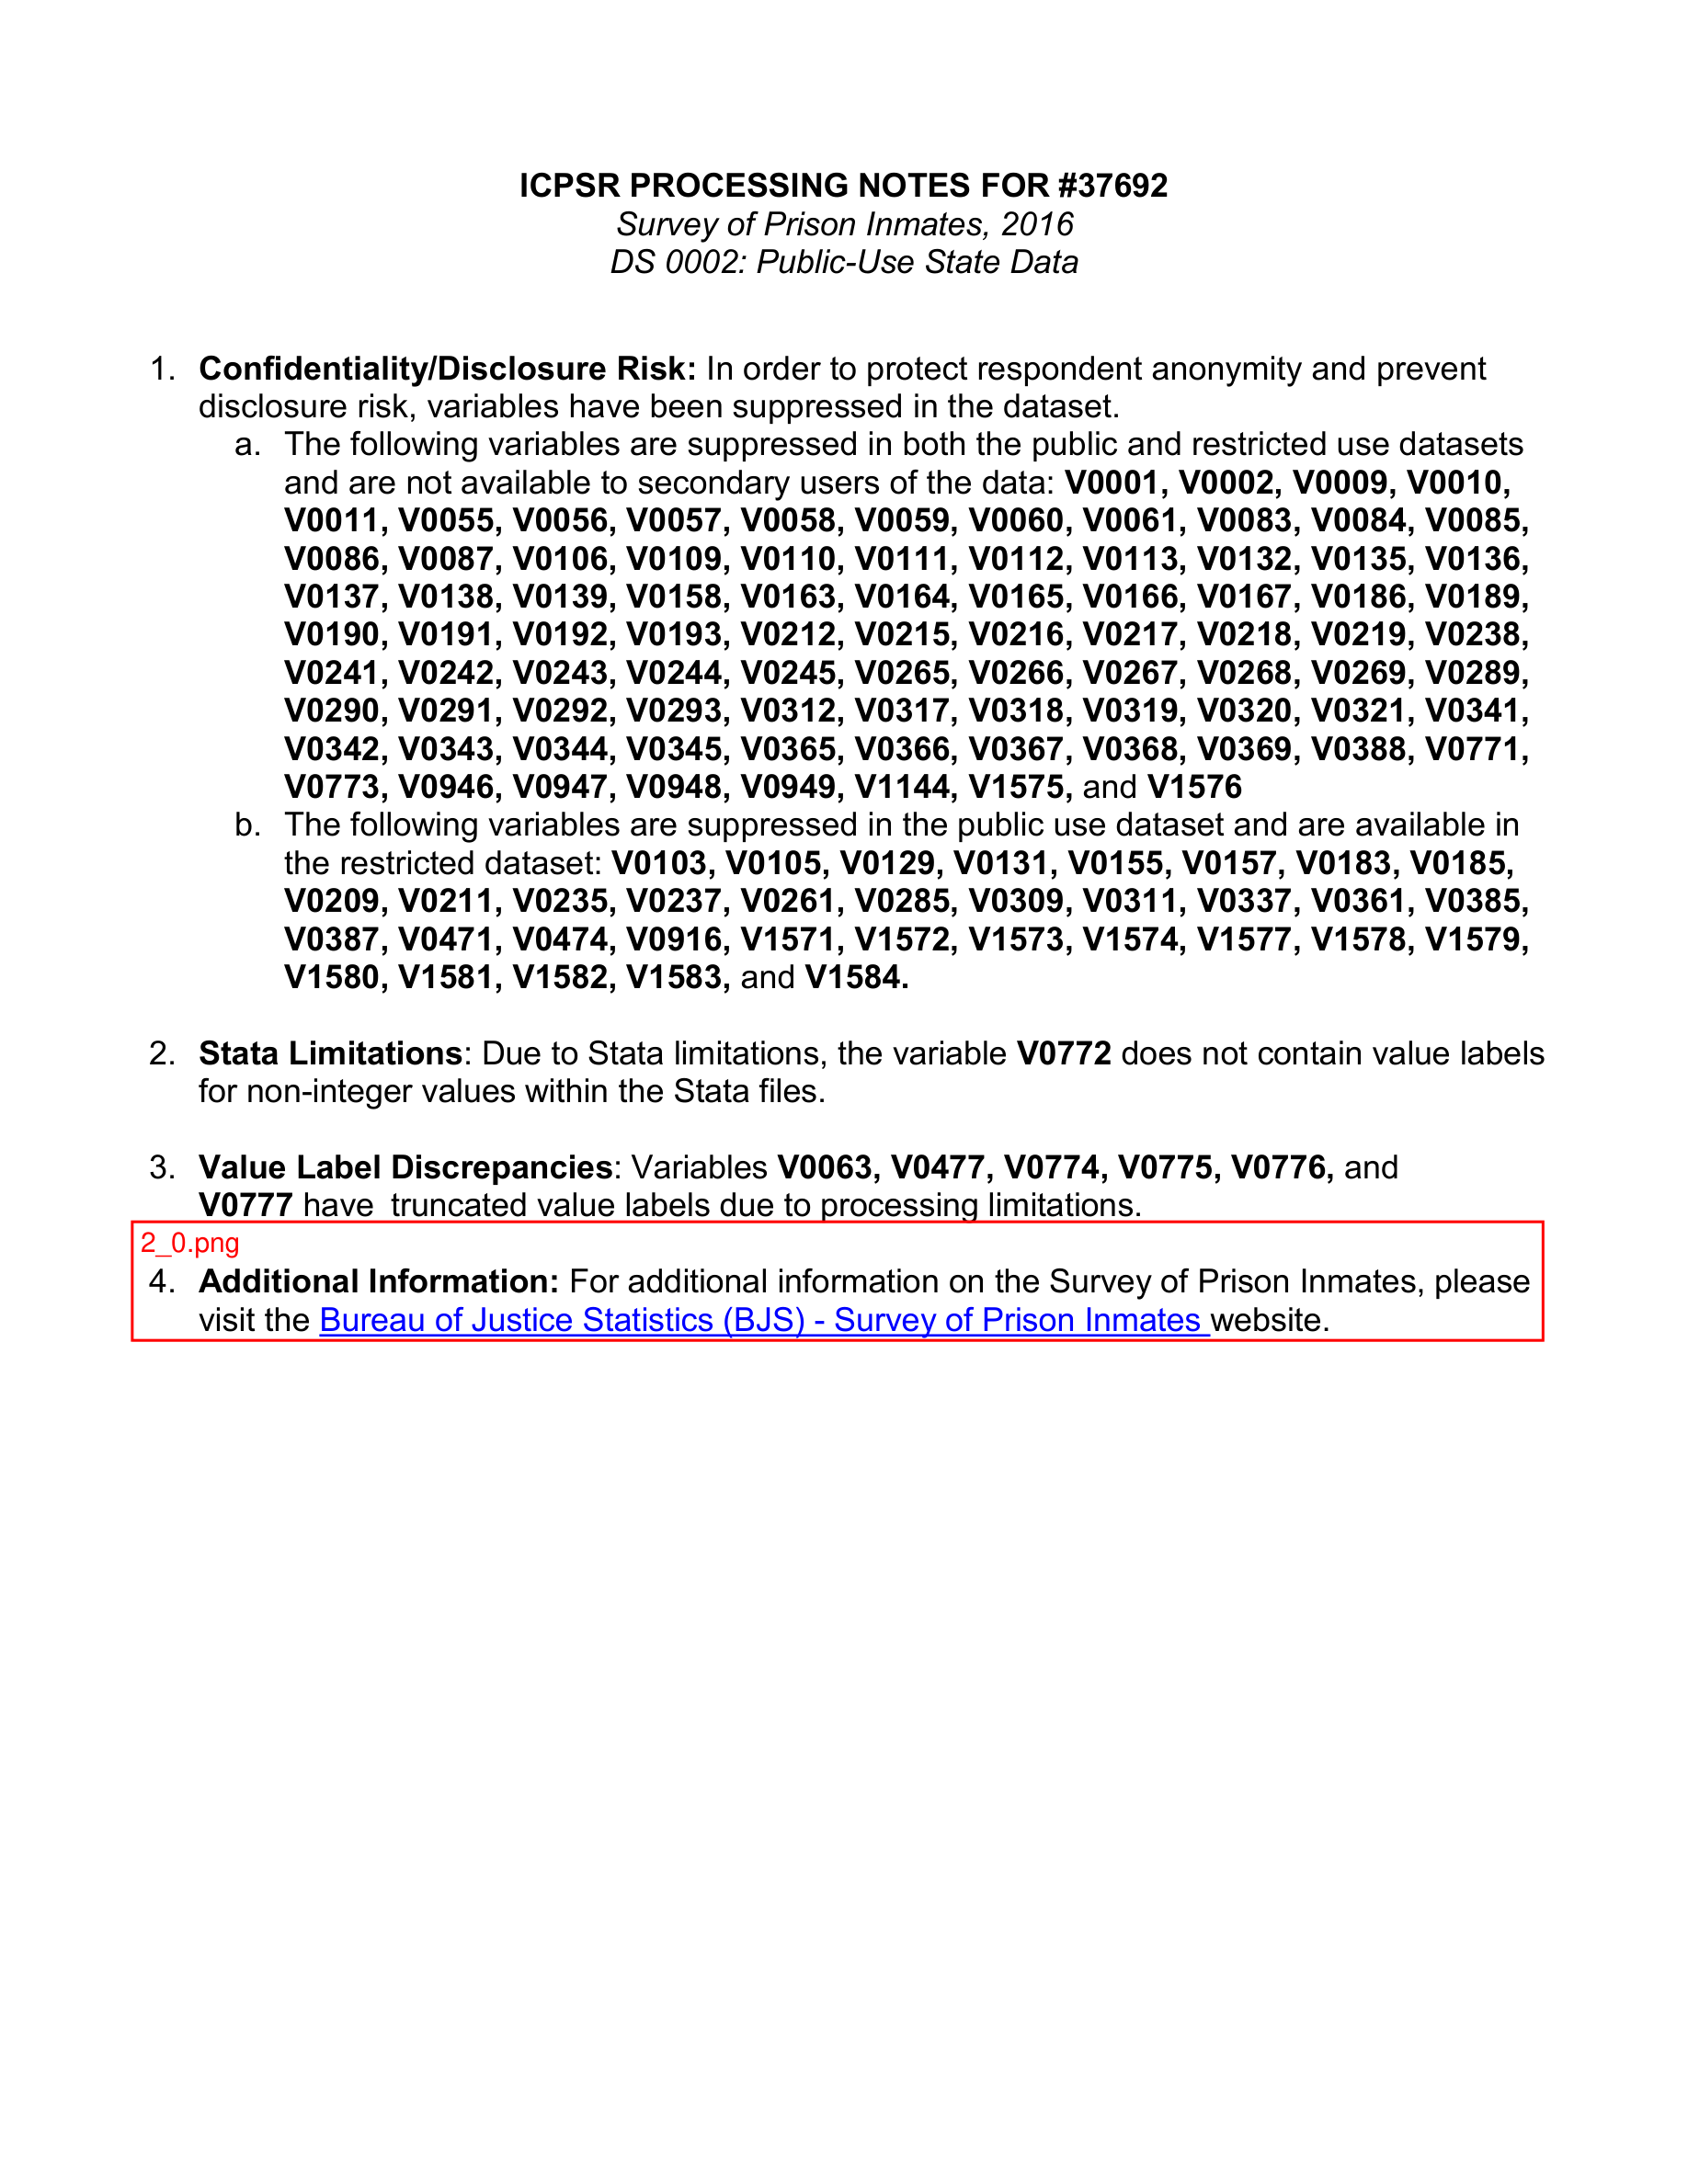 ICPSR PROCESSING NOTES FOR #37692
Survey of Prison Inmates, 2016
DS 0002: Public-Use State Data
1. Confidentiality/Disclosure Risk: In order to protect respondent anonymity and prevent
disclosure risk, variables have been suppressed in the dataset.
a. The following variables are suppressed in both the public and restricted use datasets
and are not available to secondary users of the data: V0001, V0002, V0009, V0010,
V0011, V0055, V0056, V0057, V0058, V0059, V0060, V0061, V0083, V0084, V0085,
V0086, V0087, V0106, V0109, V0110, V0111, V0112, V0113, V0132, V0135, V0136,
V0137, V0138, V0139, V0158, V0163, V0164, V0165, V0166, V0167, V0186, V0189,
V0190, V0191, V0192, V0193, V0212, V0215, V0216, V0217, V0218, V0219, V0238,
V0241, V0242, V0243, V0244, V0245, V0265, V0266, V0267, V0268, V0269, V0289,
V0290, V0291, V0292, V0293, V0312, V0317, V0318, V0319, V0320, V0321, V0341,
V0342, V0343, V0344, V0345, V0365, V0366, V0367, V0368, V0369, V0388, V0771,
V0773, V0946, V0947, V0948, V0949, V1144, V1575, and V1576
b. The following variables are suppressed in the public use dataset and are available in
the restricted dataset: V0103, V0105, V0129, V0131, V0155, V0157, V0183, V0185,
V0209, V0211, V0235, V0237, V0261, V0285, V0309, V0311, V0337, V0361, V0385,
V0387, V0471, V0474, V0916, V1571, V1572, V1573, V1574, V1577, V1578, V1579,
V1580, V1581, V1582, V1583, and V1584.
2. Stata Limitations: Due to Stata limitations, the variable V0772 does not contain value labels
for non-integer values within the Stata files.
3. Value Label Discrepancies: Variables V0063, V0477, V0774, V0775, V0776, and
V0777 have  truncated value labels due to processing limitations.
2_0.png
4. Additional Information: For additional information on the Survey of Prison Inmates, please
visit the Bureau of Justice Statistics (BJS) - Survey of Prison Inmates website.